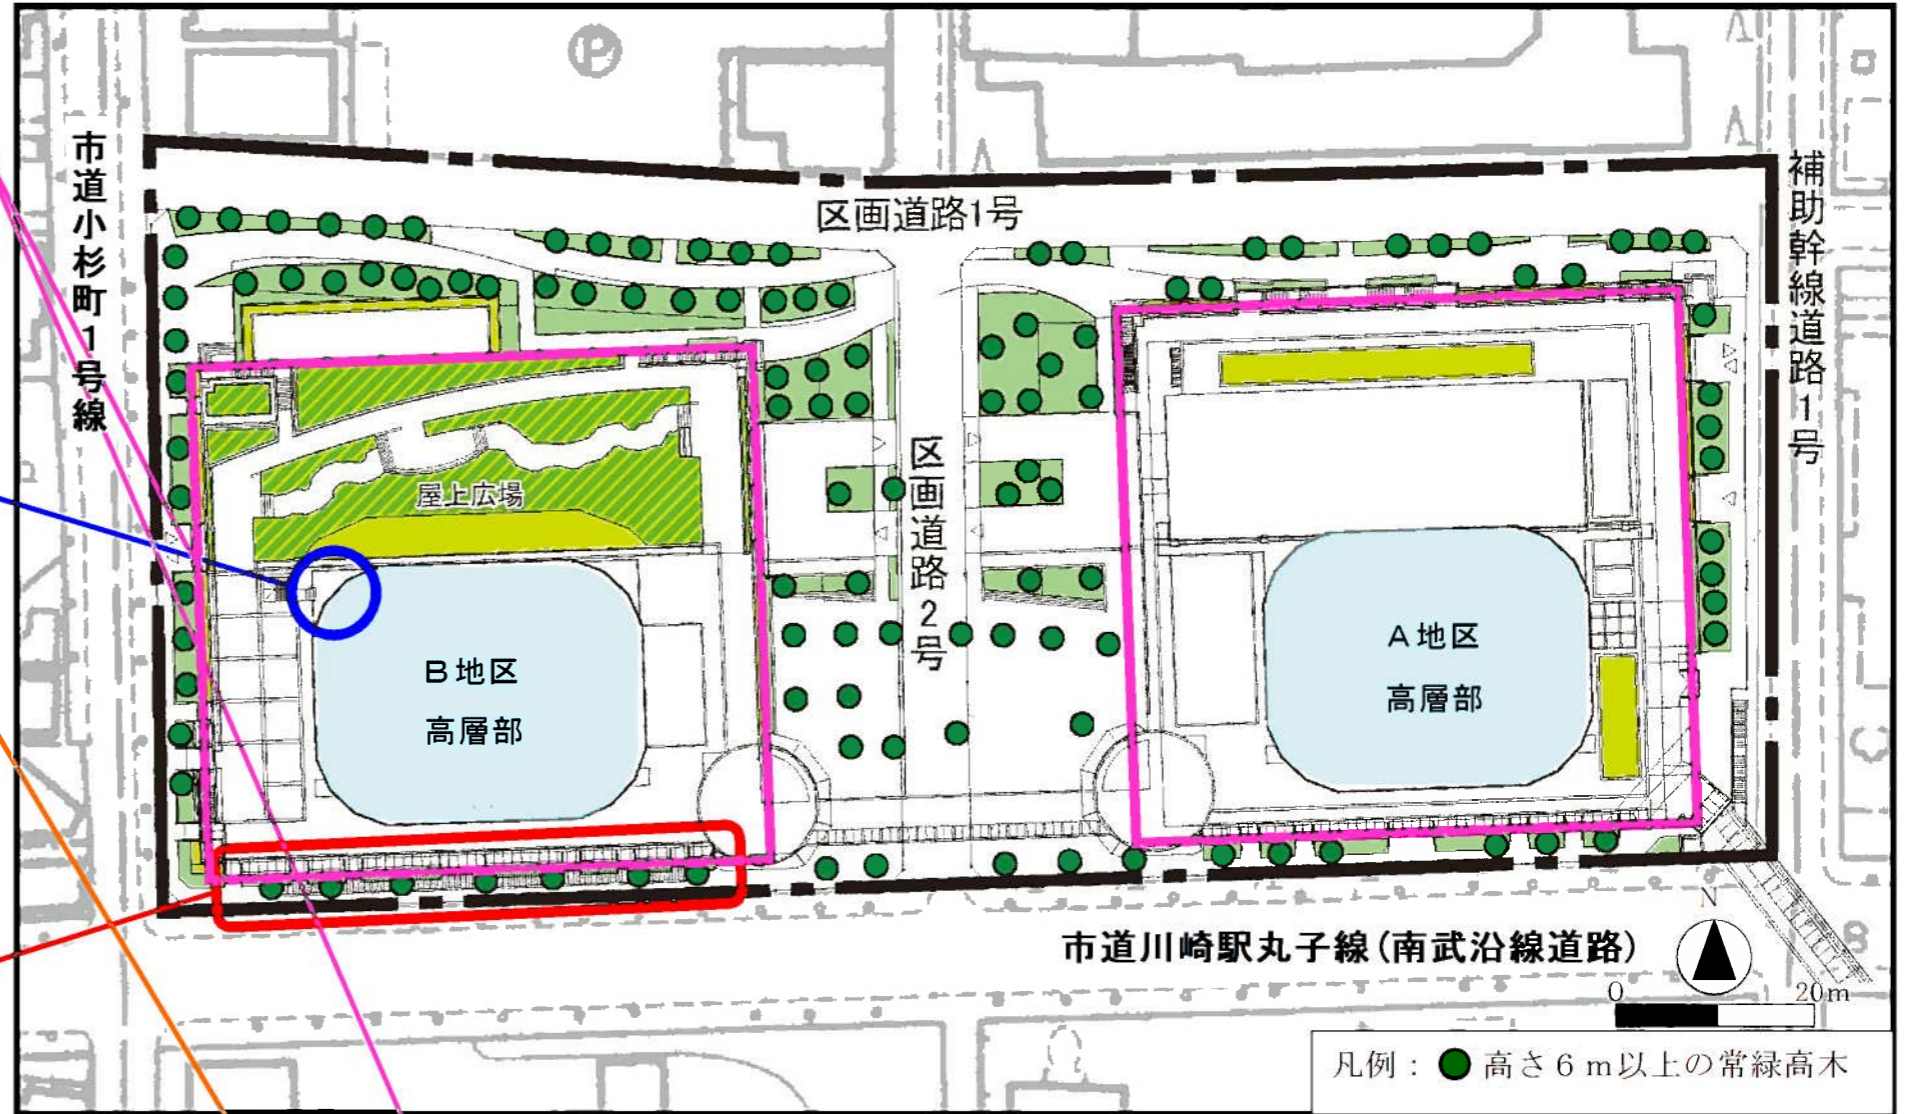 Ⓟ
市道小杉町1号線
区画道路1号
補助幹線道路1号
屋上広場
区画道路2号
B地区
高層部
A地区
高層部
市道川崎駅丸子線(南武沿線道路)
N
0 20m
凡例：● 高さ6m以上の常緑高木